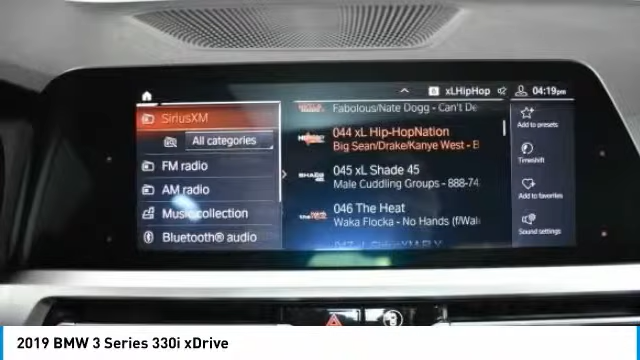 xLHipHop 04:19pm
SiriusXM
All categories
FM radio
AM radio
Music collection
Bluetooth® audio
Fabolous/Nate Dogg - Can't De
044 xL Hip-HopNation
Big Sean/Drake/Kanye West - B
045 xL Shade 45
Male Cuddling Groups - 888-74
046 The Heat
Waka Flocka - No Hands (f/Wal
Add to presets
Timeshift
Add to favorites
Sound settings
2019 BMW 3 Series 330i xDrive